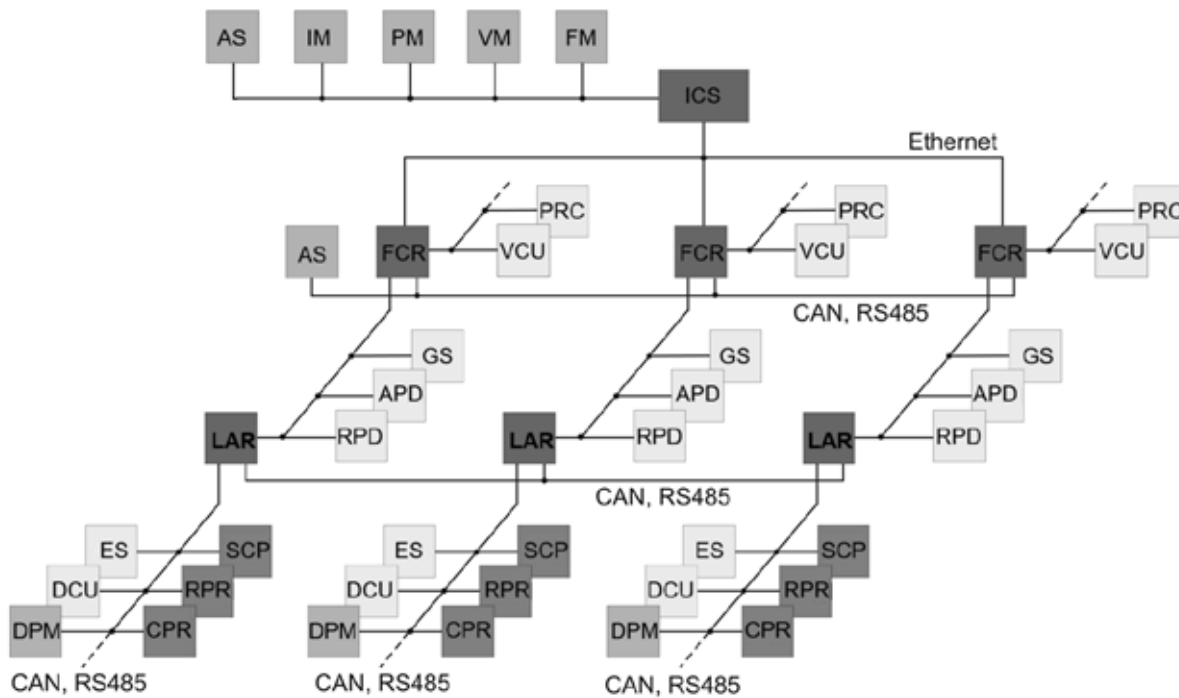 AS IM PM VM FM
ICS
Ethernet
PRC PRC PRC
AS FCR VCU FCR VCU FCR VCU
CAN, RS485
GS GS GS
APD APD APD
LAR RPD LAR RPD LAR RPD
CAN, RS485
ES SCP ES SCP ES SCP
DCU RPR DCU RPR DCU RPR
DPM CPR DPM CPR DPM CPR
CAN, RS485 CAN, RS485 CAN, RS485